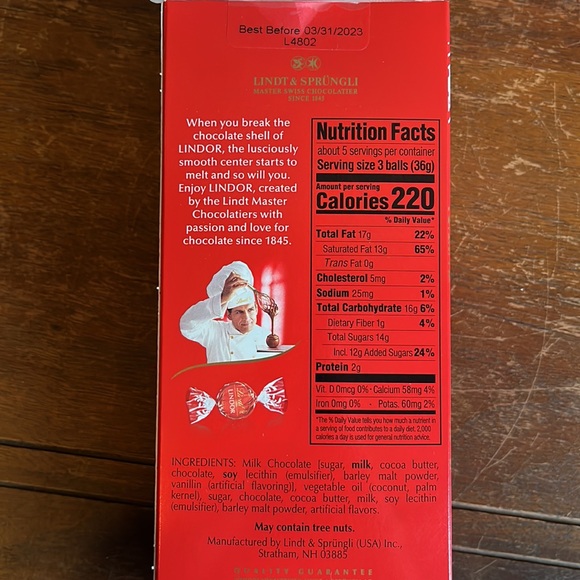 Best Before 03/31/2023
L4802
LINDT & SPRÜNGLI
MASTER SWISS CHOCOLATIER
SINCE 1845
When you break the
chocolate shell of
LINDOR, the lusciously
smooth center starts to
melt and so will you.
Enjoy LINDOR, created
by the Lindt Master
Chocolatiers with
passion and love for
chocolate since 1845.
LINDOR
Nutrition Facts
about 5 servings per container
Serving size 3 balls (36g)
Amount per serving
Calories 220
% Daily Value*
Total Fat 17g 22%
Saturated Fat 13g 65%
Trans Fat 0g
Cholesterol 5mg 2%
Sodium 25mg 1%
Total Carbohydrate 16g 6%
Dietary Fiber 1g 4%
Total Sugars 14g
Incl. 12g Added Sugars 24%
Protein 2g
Vit. D 0mcg 0% · Calcium 58mg 4%
Iron 0mg 0% · Potas. 60mg 2%
*The % Daily Value tells you how much a nutrient in
a serving of food contributes to a daily diet. 2,000
calories a day is used for general nutrition advice.
INGREDIENTS: Milk Chocolate [sugar, milk, cocoa butter,
chocolate, soy lecithin (emulsifier), barley malt powder,
vanillin (artificial flavoring)], vegetable oil (coconut, palm
kernel), sugar, chocolate, cocoa butter, milk, soy lecithin
(emulsifier), barley malt powder, artificial flavors.
May contain tree nuts.
Manufactured by Lindt & Sprüngli (USA) Inc.,
Stratham, NH 03885
QUALITY GUARANTEE